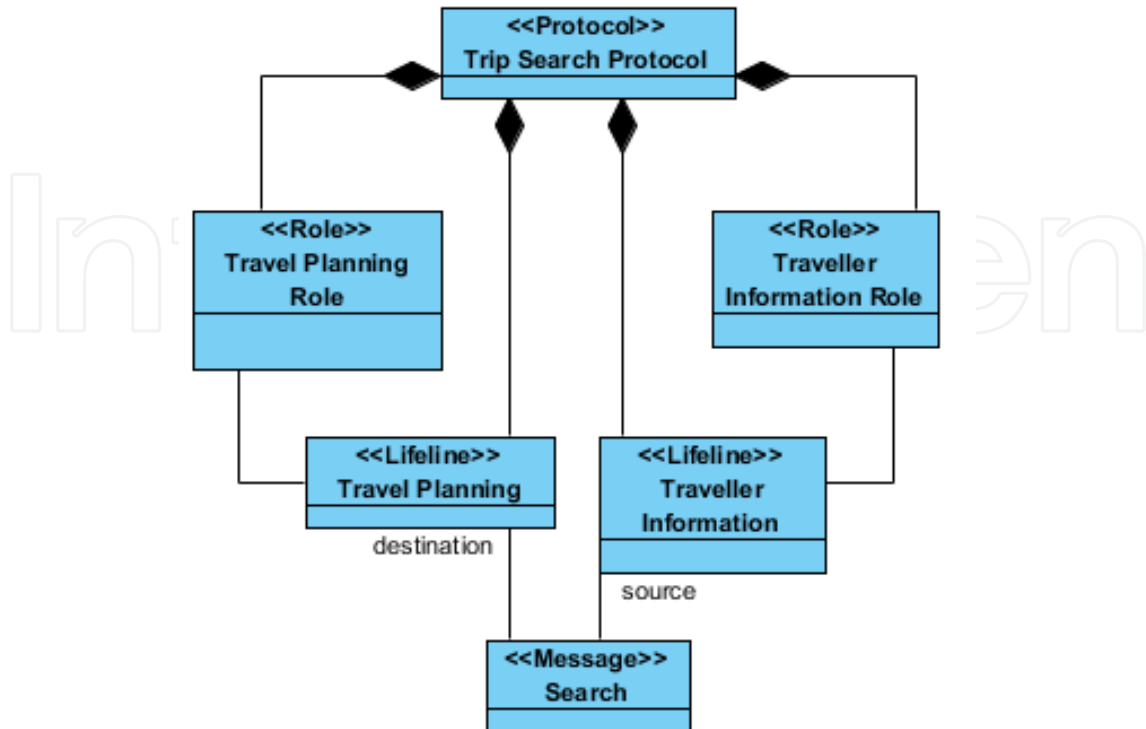 <<Protocol>>
Trip Search Protocol
<<Role>>
Travel Planning
Role
<<Role>>
Traveller
Information Role
<<Lifeline>>
Travel Planning
<<Lifeline>>
Traveller
Information
destination
source
<<Message>>
Search